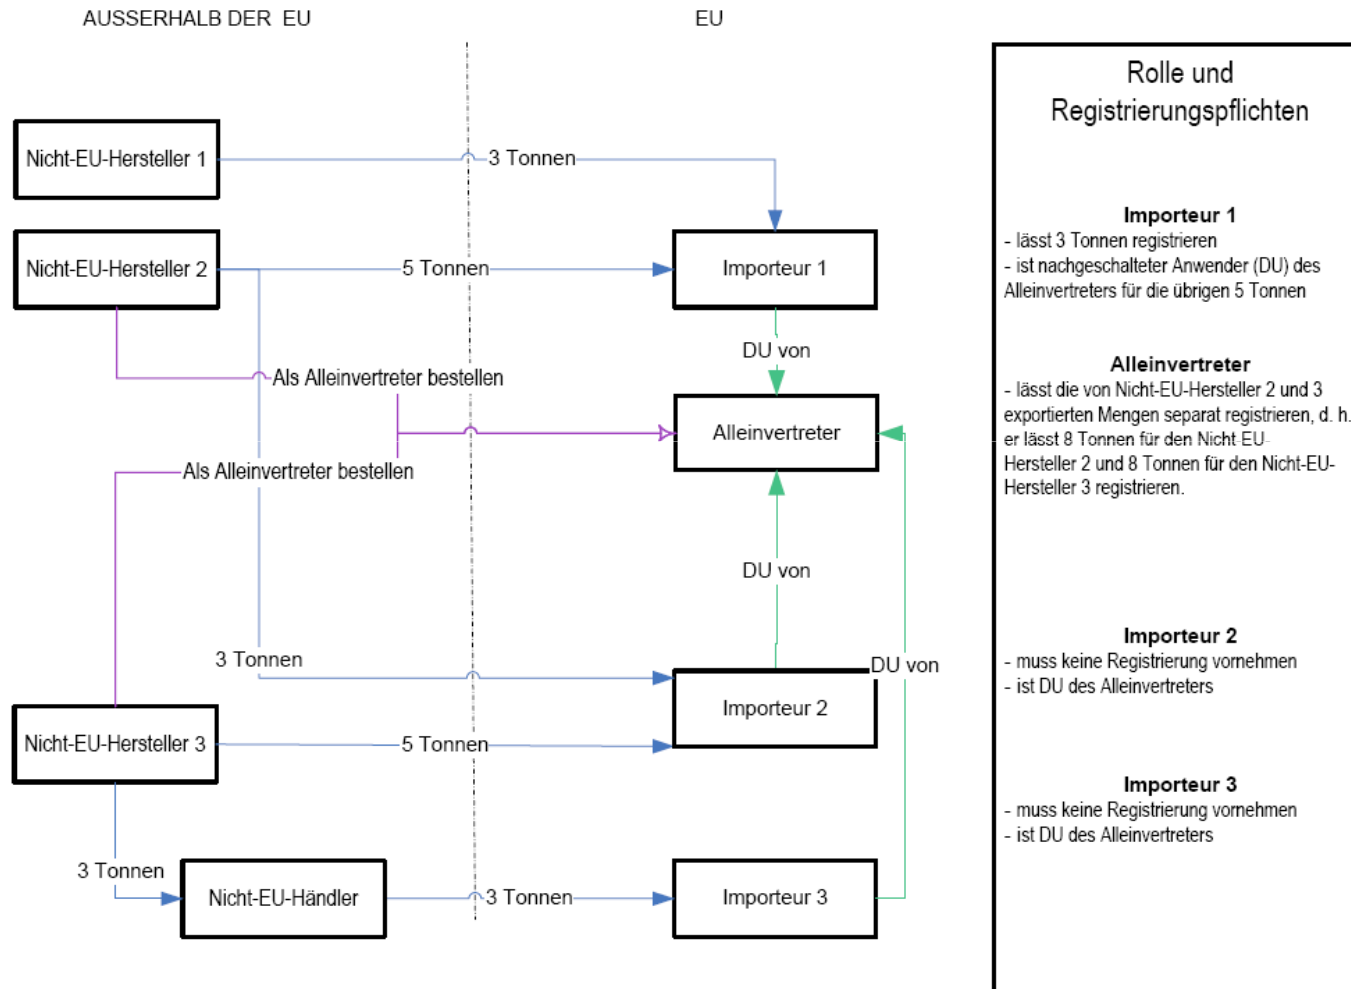 AUSSERHALB DER EU
EU
Nicht-EU-Hersteller 1
3 Tonnen
Nicht-EU-Hersteller 2
5 Tonnen
Importeur 1
DU von
Als Alleinvertreter bestellen
Alleinvertreter
Als Alleinvertreter bestellen
DU von
3 Tonnen
DU von
Importeur 2
Nicht-EU-Hersteller 3
5 Tonnen
3 Tonnen
Nicht-EU-Händler
3 Tonnen
Importeur 3
Rolle und
Registrierungspflichten
Importeur 1
- lässt 3 Tonnen registrieren
- ist nachgeschalteter Anwender (DU) des
Alleinvertreters für die übrigen 5 Tonnen
Alleinvertreter
- lässt die von Nicht-EU-Hersteller 2 und 3
exportierten Mengen separat registrieren, d. h.
er lässt 8 Tonnen für den Nicht-EU-
Hersteller 2 und 8 Tonnen für den Nicht-EU-
Hersteller 3 registrieren.
Importeur 2
- muss keine Registrierung vornehmen
- ist DU des Alleinvertreters
Importeur 3
- muss keine Registrierung vornehmen
- ist DU des Alleinvertreters